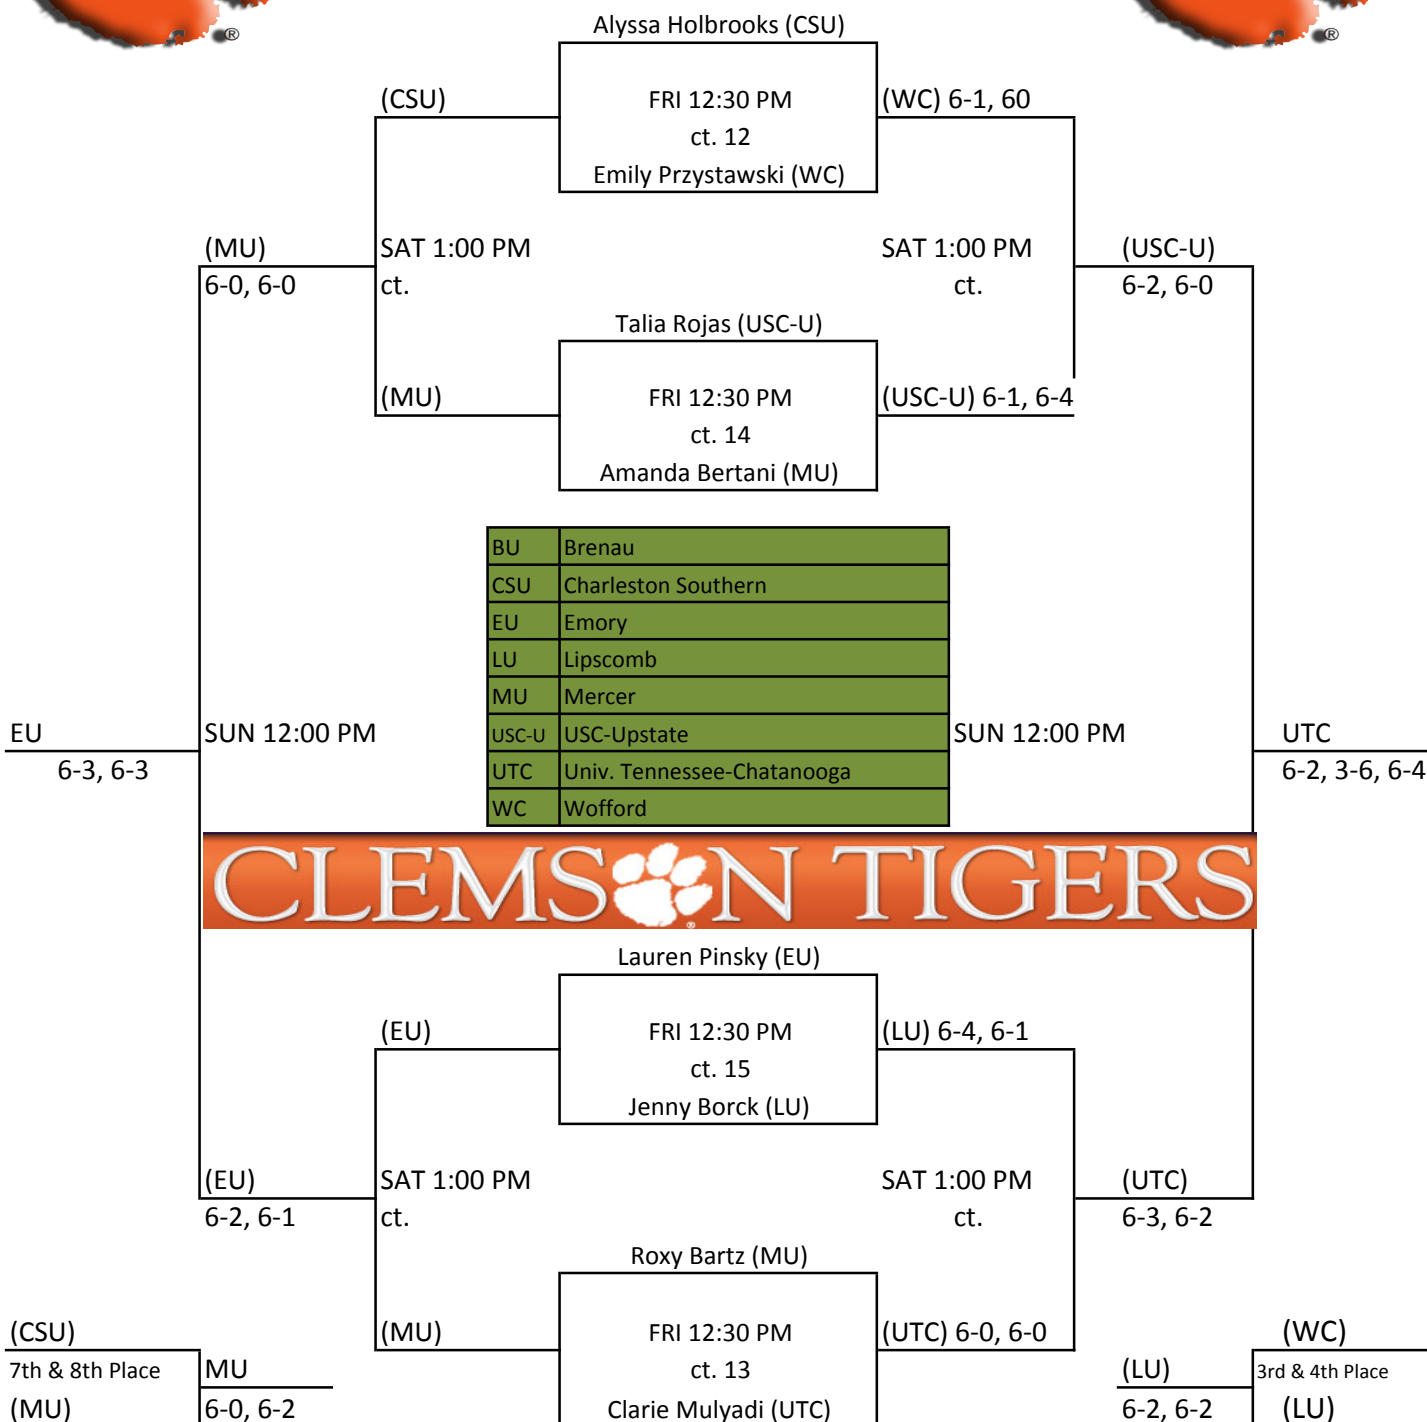 ® ®
Alyssa Holbrooks (CSU)
(CSU) FRI 12:30 PM (WC) 6-1, 60
ct. 12
Emily Przystawski (WC)
(MU) SAT 1:00 PM SAT 1:00 PM (USC-U)
6-0, 6-0 ct. ct. 6-2, 6-0
Talia Rojas (USC-U)
(MU) FRI 12:30 PM (USC-U) 6-1, 6-4
ct. 14
Amanda Bertani (MU)
BU Brenau
CSU Charleston Southern
EU Emory
LU Lipscomb
MU Mercer
EU SUN 12:00 PM USC-U USC-Upstate SUN 12:00 PM UTC
6-3, 6-3 UTC Univ. Tennessee-Chatanooga 6-2, 3-6, 6-4
WC Wofford
CLEMSON TIGERS
Lauren Pinsky (EU)
(EU) FRI 12:30 PM (LU) 6-4, 6-1
ct. 15
Jenny Borck (LU)
(EU) SAT 1:00 PM SAT 1:00 PM (UTC)
6-2, 6-1 ct. ct. 6-3, 6-2
Roxy Bartz (MU)
(CSU) (MU) FRI 12:30 PM (UTC) 6-0, 6-0 (WC)
7th & 8th Place MU ct. 13 (LU) 3rd & 4th Place
(MU) 6-0, 6-2 Clarie Mulyadi (UTC) 6-2, 6-2 (LU)